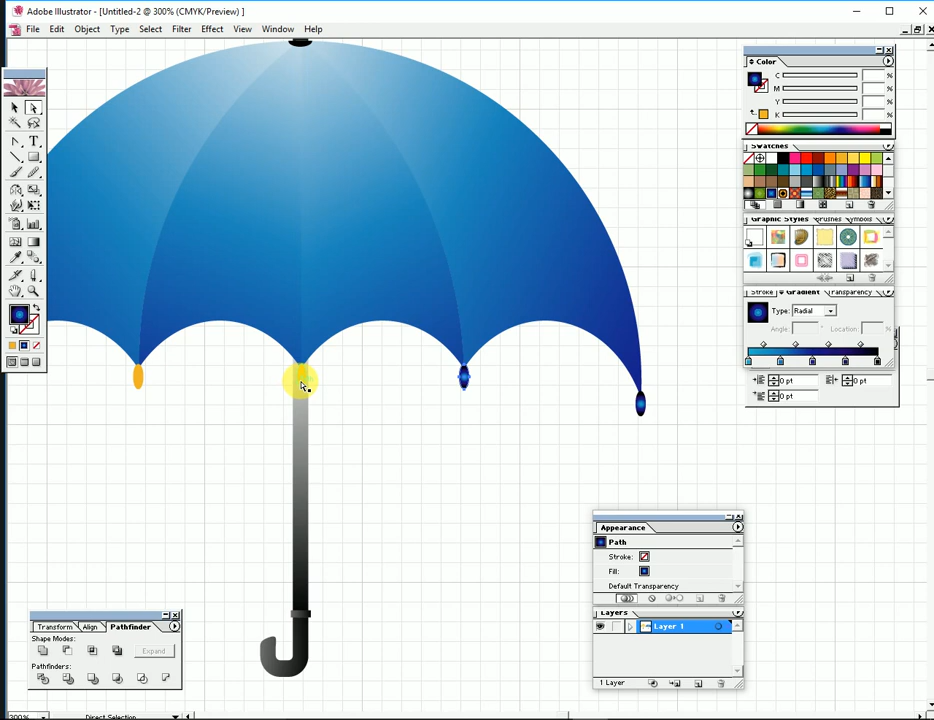 Adobe Illustrator - [Untitled-2 @ 300% (CMYK/Preview) ]
File Edit Object Type Select Filter Effect View Window Help
Color
C %
M %
Y %
K %
Swatches
Graphic Styles Brushes Symbols
Stroke Gradient Transparency
Type: Radial
Angle: ° Location: %
0 pt 0 pt
0 pt
Appearance
Path
Stroke:
Fill:
Default Transparency
Layers
Layer 1
1 Layer
Transform Align Pathfinder
Shape Modes:
Expand
Pathfinders:
300% Direct Selection